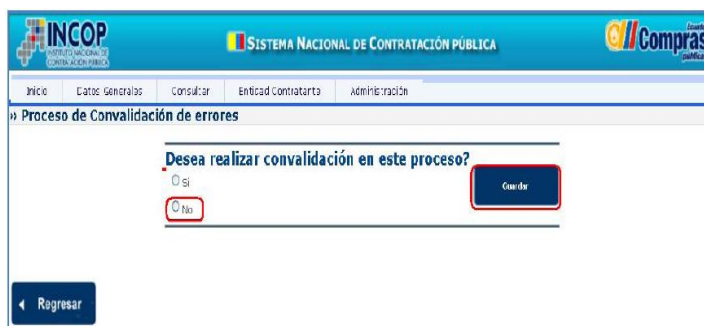 INCOP
INSTITUTO NACIONAL DE
CONTRATACIÓN PÚBLICA
SISTEMA NACIONAL DE CONTRATACIÓN PÚBLICA
Compras
Inicio Datos Generales Consultar Entidad Contratante Administración
» Proceso de Convalidación de errores
Desea realizar convalidación en este proceso?
Si
No
Guardar
Regresar